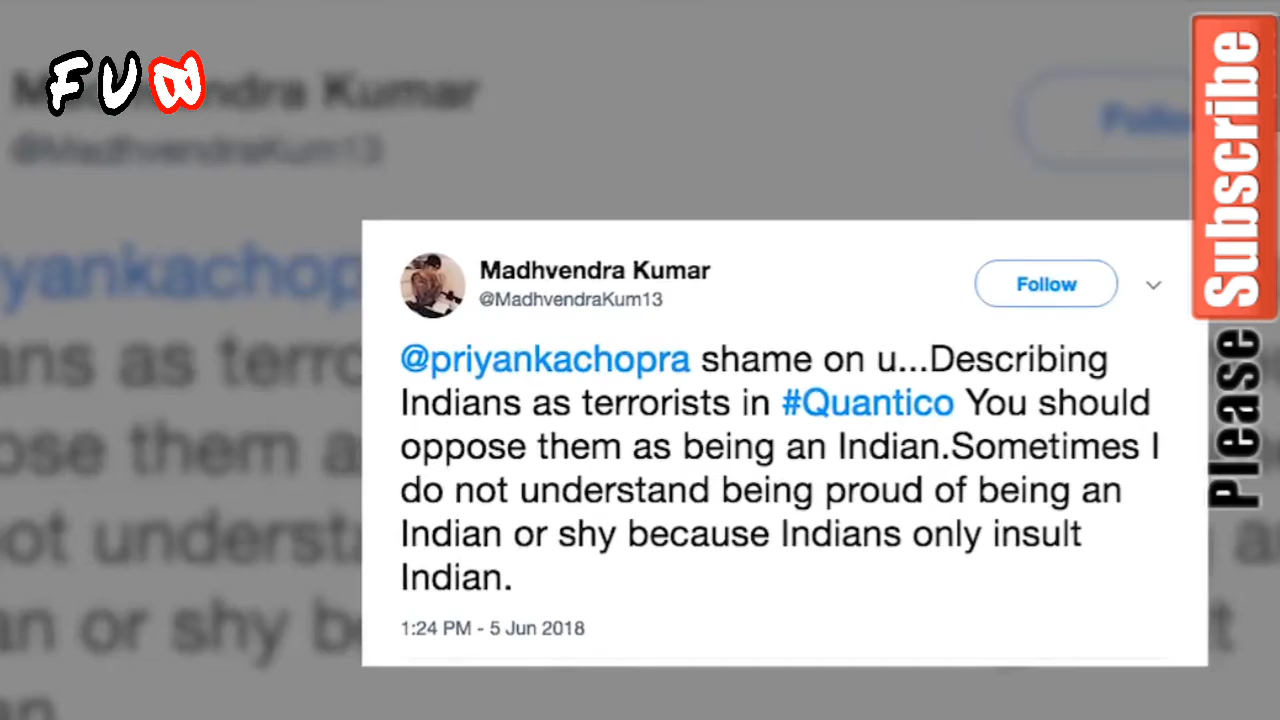 FUN
Madhvendra Kumar
@MadhvendraKum13
Follow
@priyankachopra shame on u...Describing
Indians as terrorists in #Quantico You should
oppose them as being an Indian.Sometimes I
do not understand being proud of being an
Indian or shy because Indians only insult
Indian.
1:24 PM - 5 Jun 2018
Please Subscribe